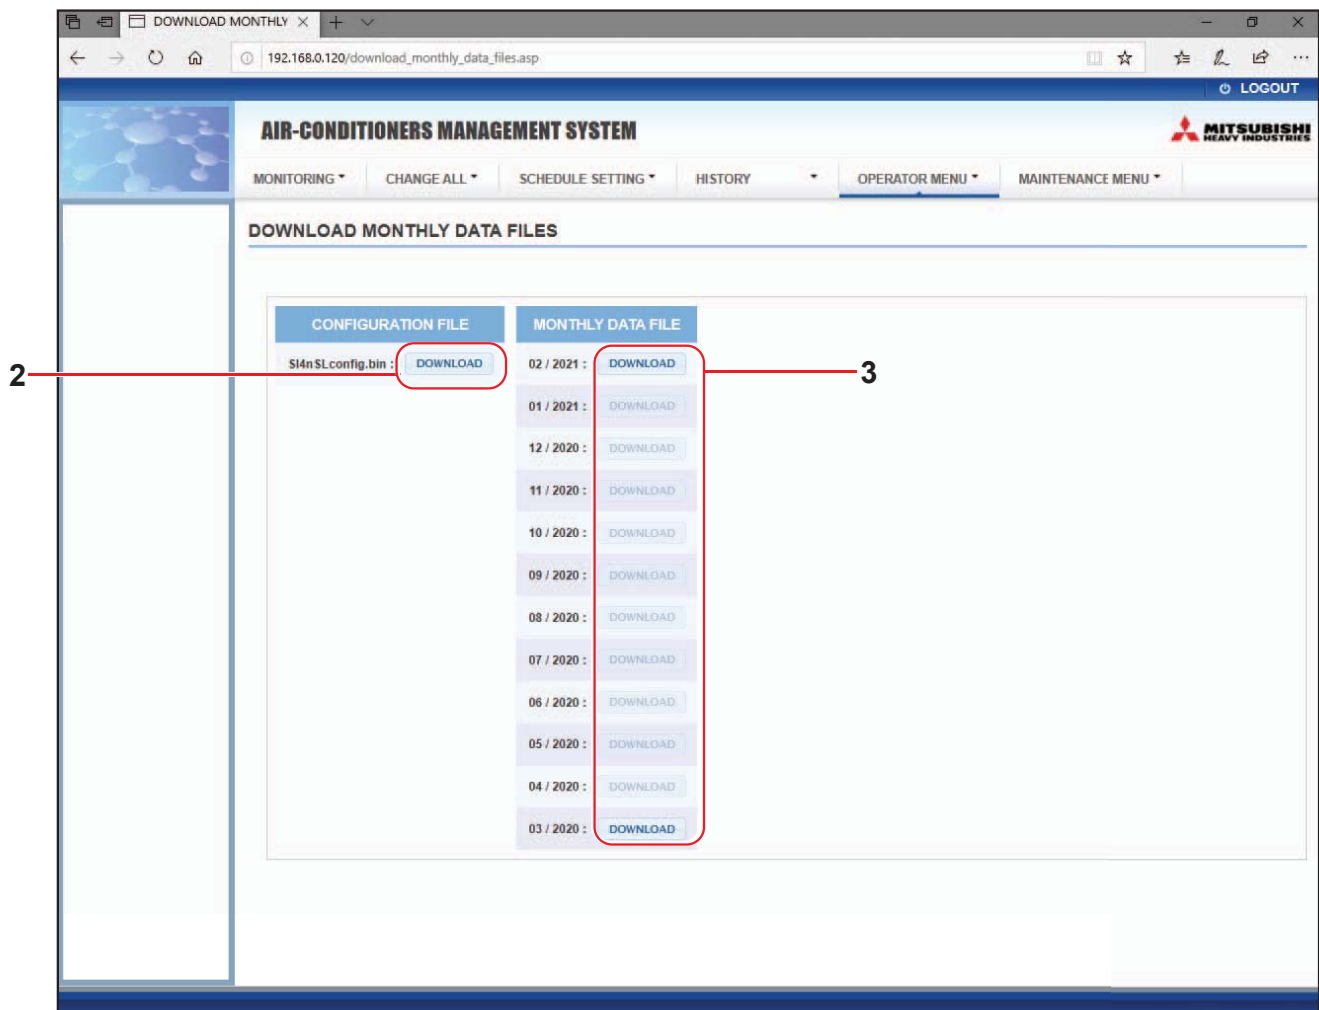 DOWNLOAD MONTHLY
192.168.0.120/download_monthly_data_files.asp
LOGOUT
AIR-CONDITIONERS MANAGEMENT SYSTEM
MITSUBISHI
HEAVY INDUSTRIES
MONITORING CHANGE ALL SCHEDULE SETTING HISTORY OPERATOR MENU MAINTENANCE MENU
DOWNLOAD MONTHLY DATA FILES
CONFIGURATION FILE MONTHLY DATA FILE
2 SI4nSLconfig.bin : DOWNLOAD 02 / 2021 : DOWNLOAD 3
01 / 2021 : DOWNLOAD
12 / 2020 : DOWNLOAD
11 / 2020 : DOWNLOAD
10 / 2020 : DOWNLOAD
09 / 2020 : DOWNLOAD
08 / 2020 : DOWNLOAD
07 / 2020 : DOWNLOAD
06 / 2020 : DOWNLOAD
05 / 2020 : DOWNLOAD
04 / 2020 : DOWNLOAD
03 / 2020 : DOWNLOAD